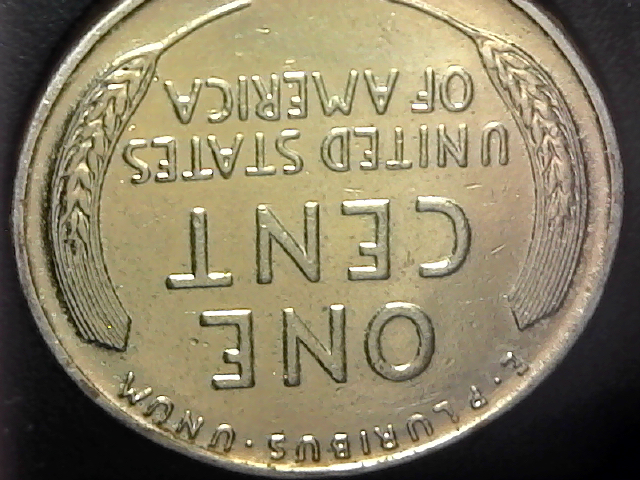 E · PLURIBUS · UNUM
ONE
CENT
UNITED STATES
OF AMERICA